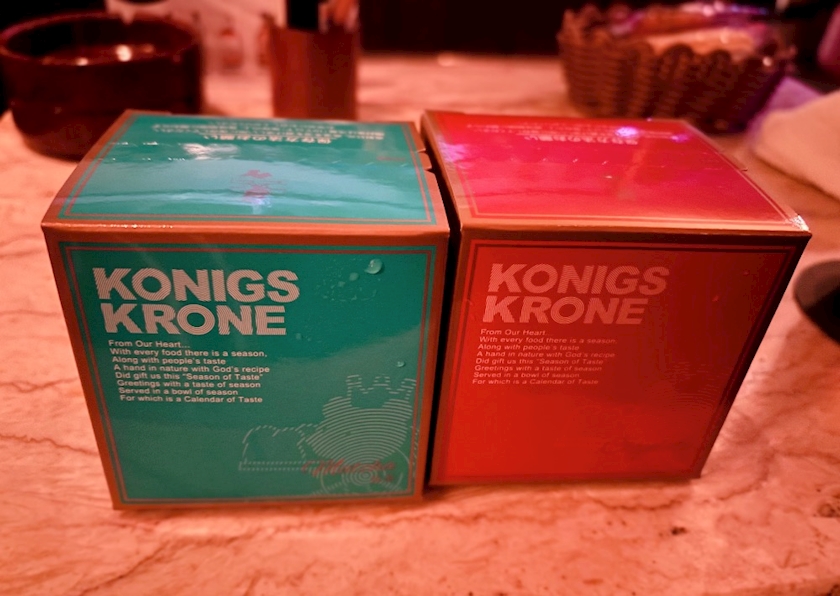 KONIGS
KRONE
From Our Heart...
With every food there is a season,
Along with people's taste
A hand in nature with God's recipe
Did gift us this "Season of Taste"
Greetings with a taste of season
Served in a bowl of season
For which is a Calendar of Taste
KONIGS
KRONE
From Our Heart.
With every food there is a season,
Along with people's taste
A hand in nature with God's recipe
Did gift us this "Season of Taste"
Greetings with a taste of season
Served in a bowl of season
For which is a Calendar of Taste